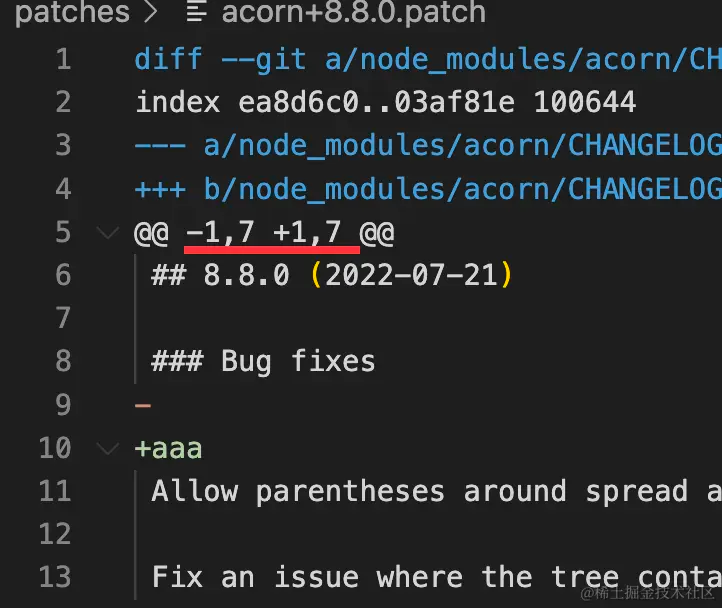 patches > acorn+8.8.0.patch
1 diff --git a/node_modules/acorn/CH
2 index ea8d6c0..03af81e 100644
3 --- a/node_modules/acorn/CHANGELOG
4 +++ b/node_modules/acorn/CHANGELOG
5 @@ -1,7 +1,7 @@
6 ## 8.8.0 (2022-07-21)
7
8 ### Bug fixes
9 -
10 +aaa
11 Allow parentheses around spread a
12
13 Fix an issue where the tree conta
@稀土掘金技术社区